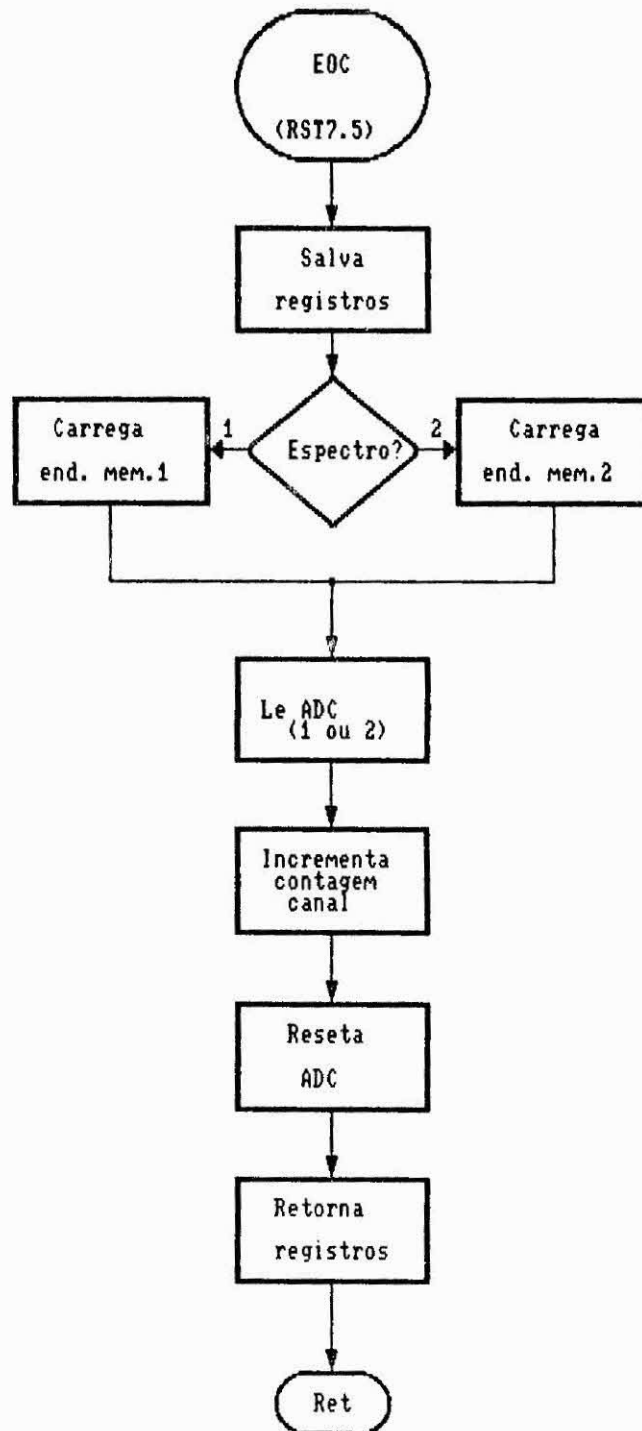 EOC
(RST7.5)
Salva
registros
Carrega
end. mem.1
1
Espectro?
2
Carrega
end. mem.2
Le ADC
(1 ou 2)
Incrementa
contagem
canal
Reseta
ADC
Retorna
registros
Ret